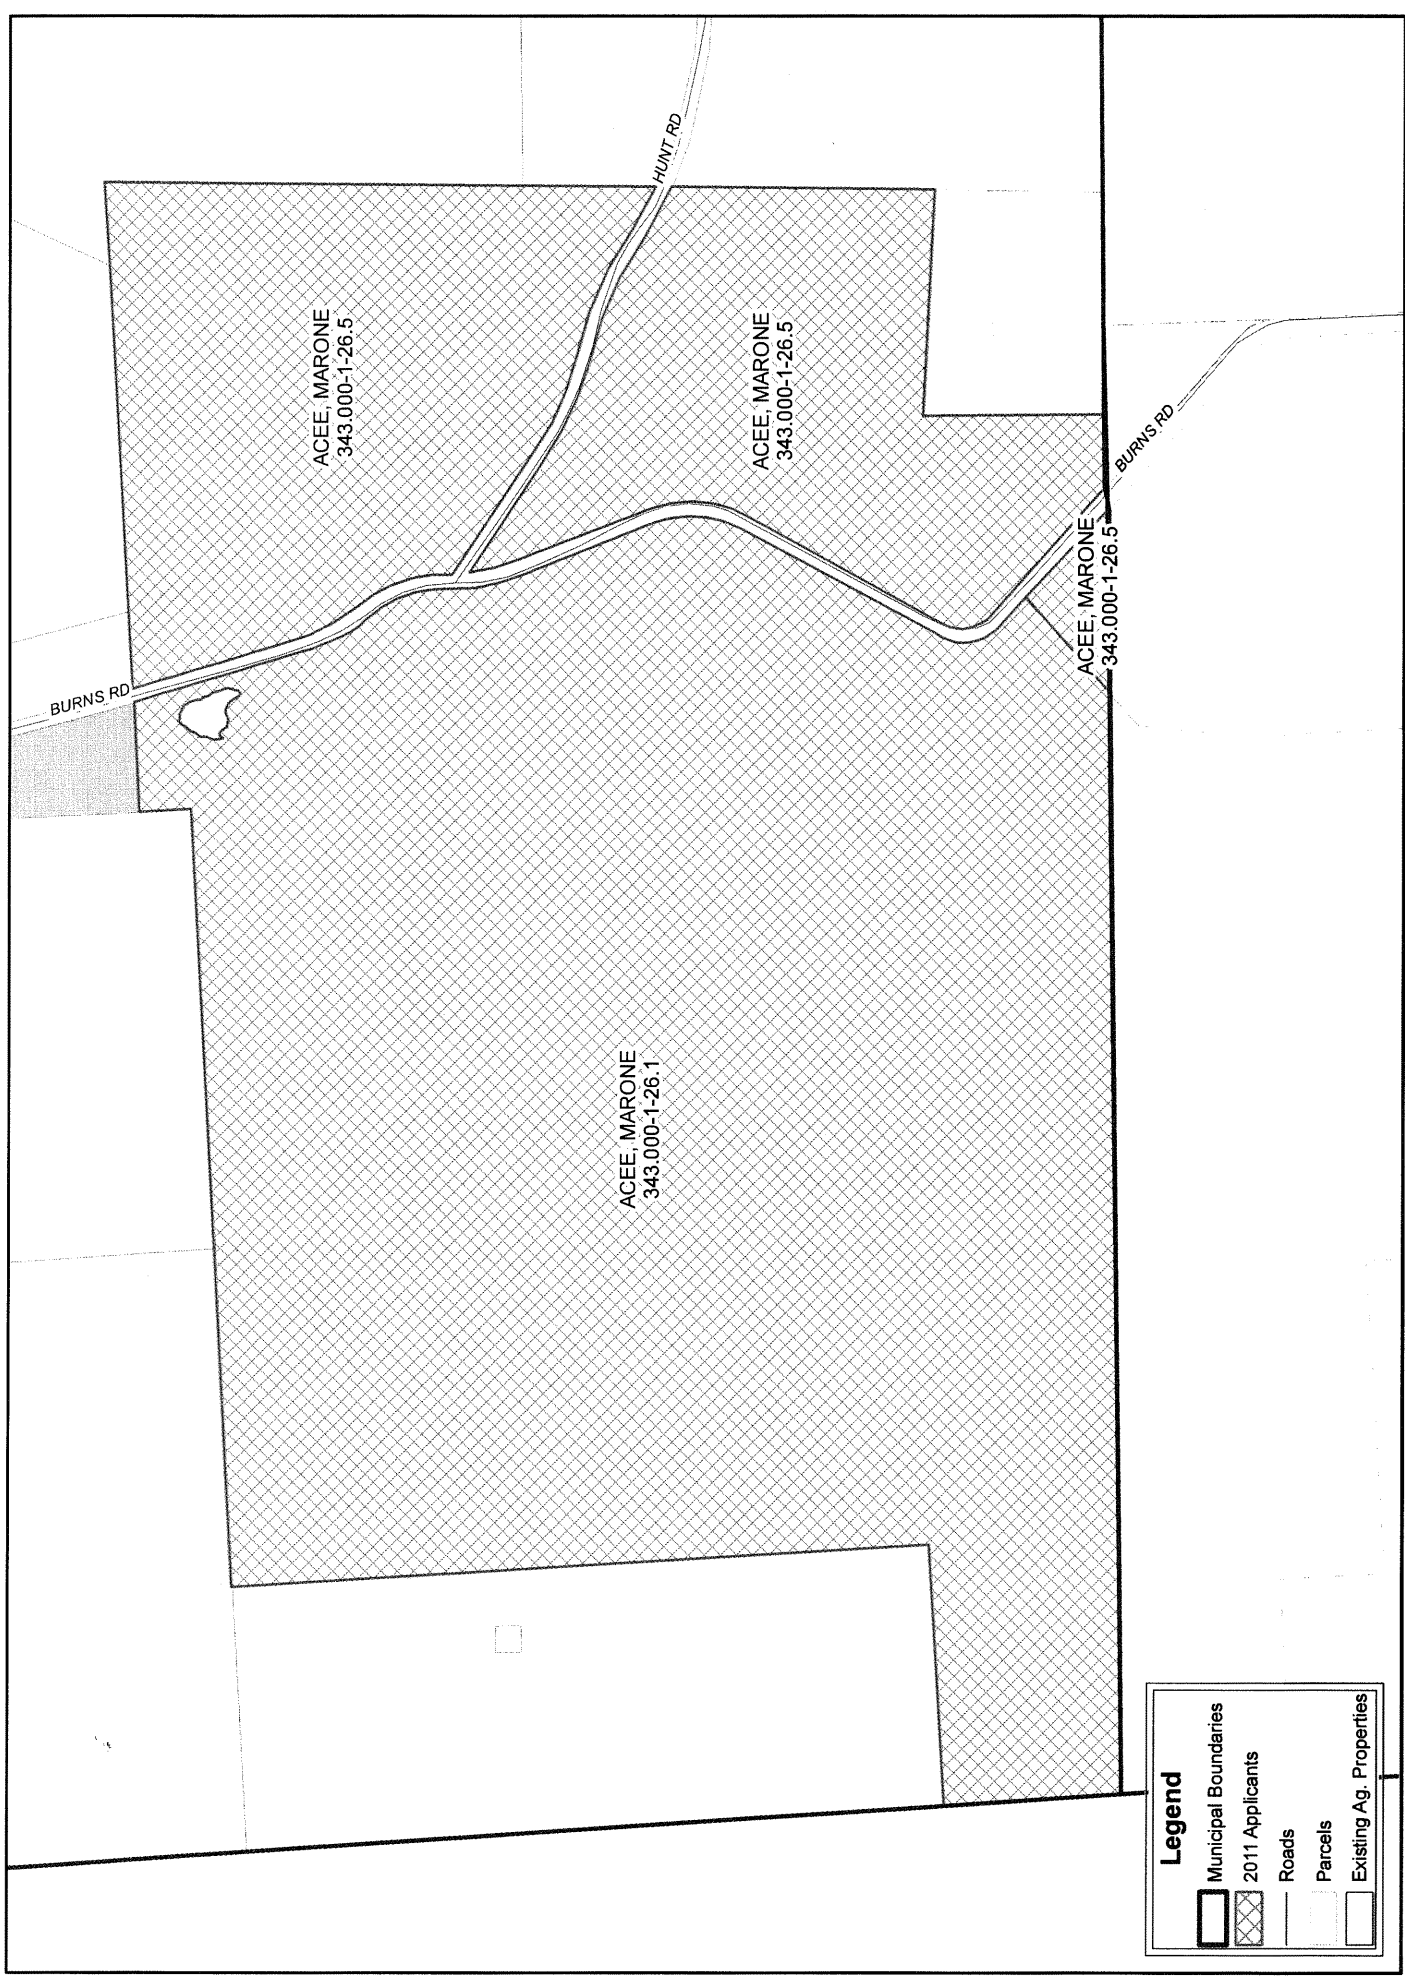 HUNT RD
ACEE, MARONE
343.000-1-26.5
ACEE, MARONE
343.000-1-26.5
BURNS RD
BURNS RD
ACEE, MARONE
343.000-1-26.5
ACEE, MARONE
343.000-1-26.1
Legend
Municipal Boundaries
2011 Applicants
Roads
Parcels
Existing Ag. Properties